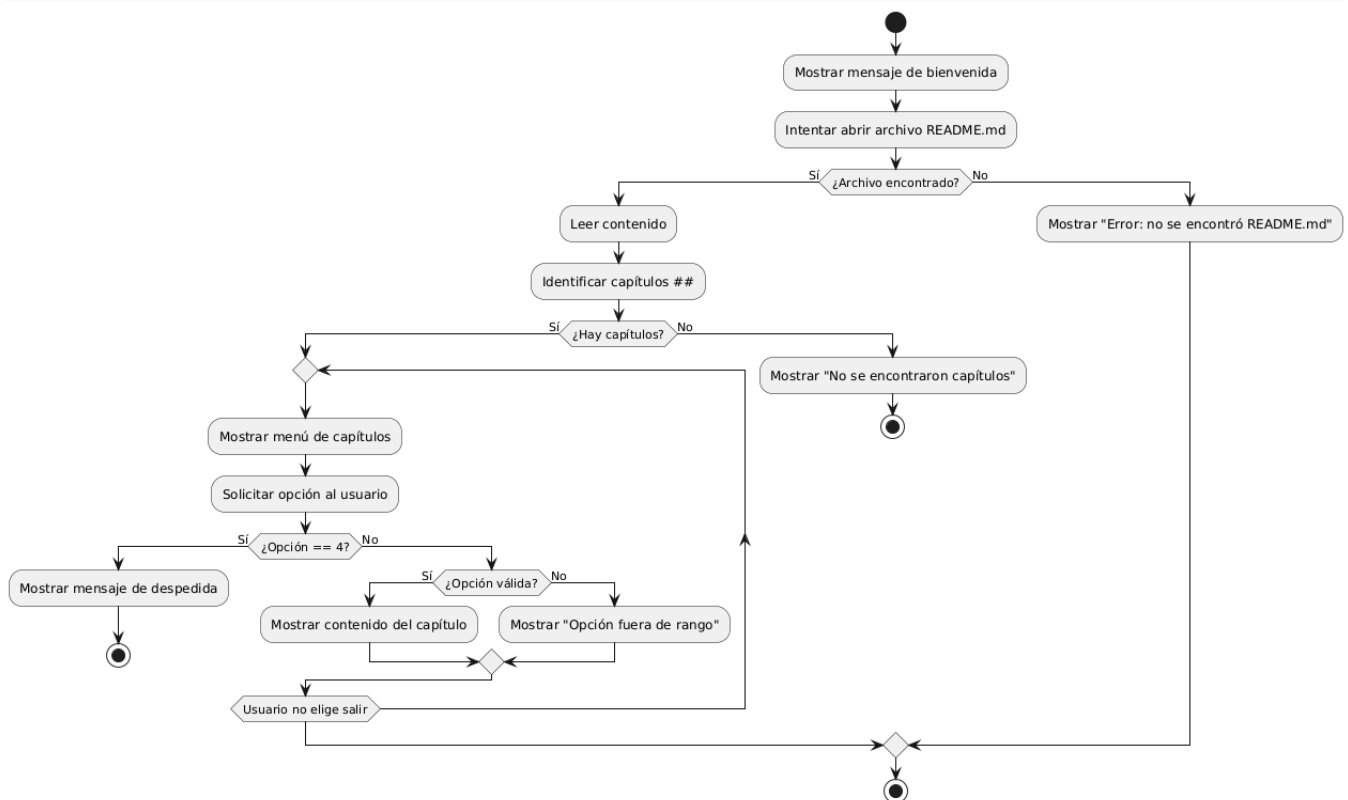 Mostrar mensaje de bienvenida
Intentar abrir archivo README.md
Sí
¿Archivo encontrado?
No
Leer contenido
Mostrar "Error: no se encontró README.md"
Identificar capítulos ##
Sí
¿Hay capítulos?
No
Mostrar "No se encontraron capítulos"
Mostrar menú de capítulos
Solicitar opción al usuario
Sí
¿Opción == 4?
No
Mostrar mensaje de despedida
Sí
¿Opción válida?
No
Mostrar contenido del capítulo
Mostrar "Opción fuera de rango"
Usuario no elige salir